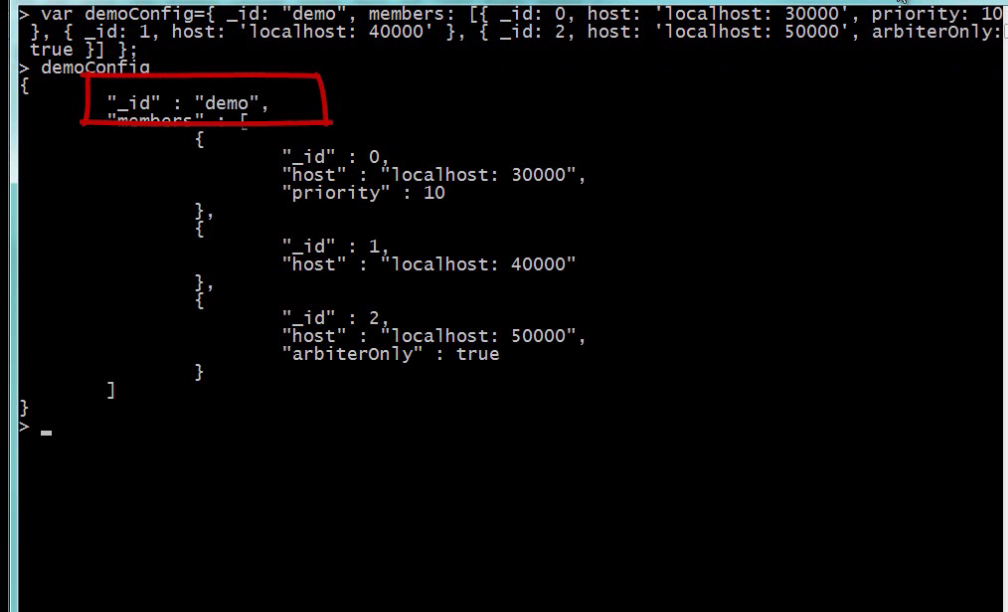 > var demoConfig={ _id: "demo", members: [{ _id: 0, host: 'localhost: 30000', priority: 10
}, { _id: 1, host: 'localhost: 40000' }, { _id: 2, host: 'localhost: 50000', arbiterOnly:
true }] };
> demoConfig
{
"_id" : "demo",
"members" : [
{
"_id" : 0,
"host" : "localhost: 30000",
"priority" : 10
},
{
"_id" : 1,
"host" : "localhost: 40000"
},
{
"_id" : 2,
"host" : "localhost: 50000",
"arbiterOnly" : true
}
]
}
> _